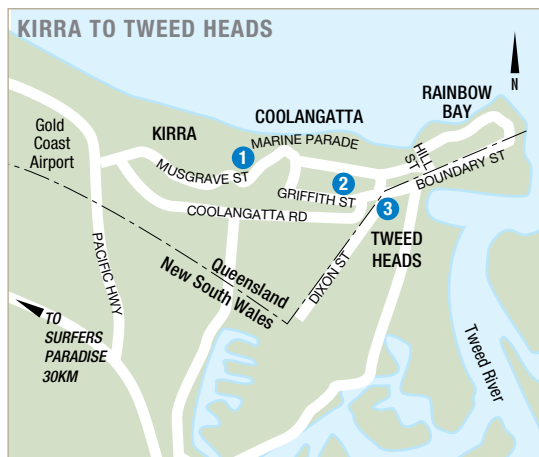 KIRRA TO TWEED HEADS
N
RAINBOW
BAY
COOLANGATTA
Gold
Coast
Airport
KIRRA
MARINE PARADE
HILL
ST
1
MUSGRAVE ST
2
GRIFFITH ST
BOUNDARY ST
3
COOLANGATTA RD
TWEED
HEADS
PACIFIC HWY
Queensland
New South Wales
DIXON ST
TO
SURFERS
PARADISE
30KM
Tweed River